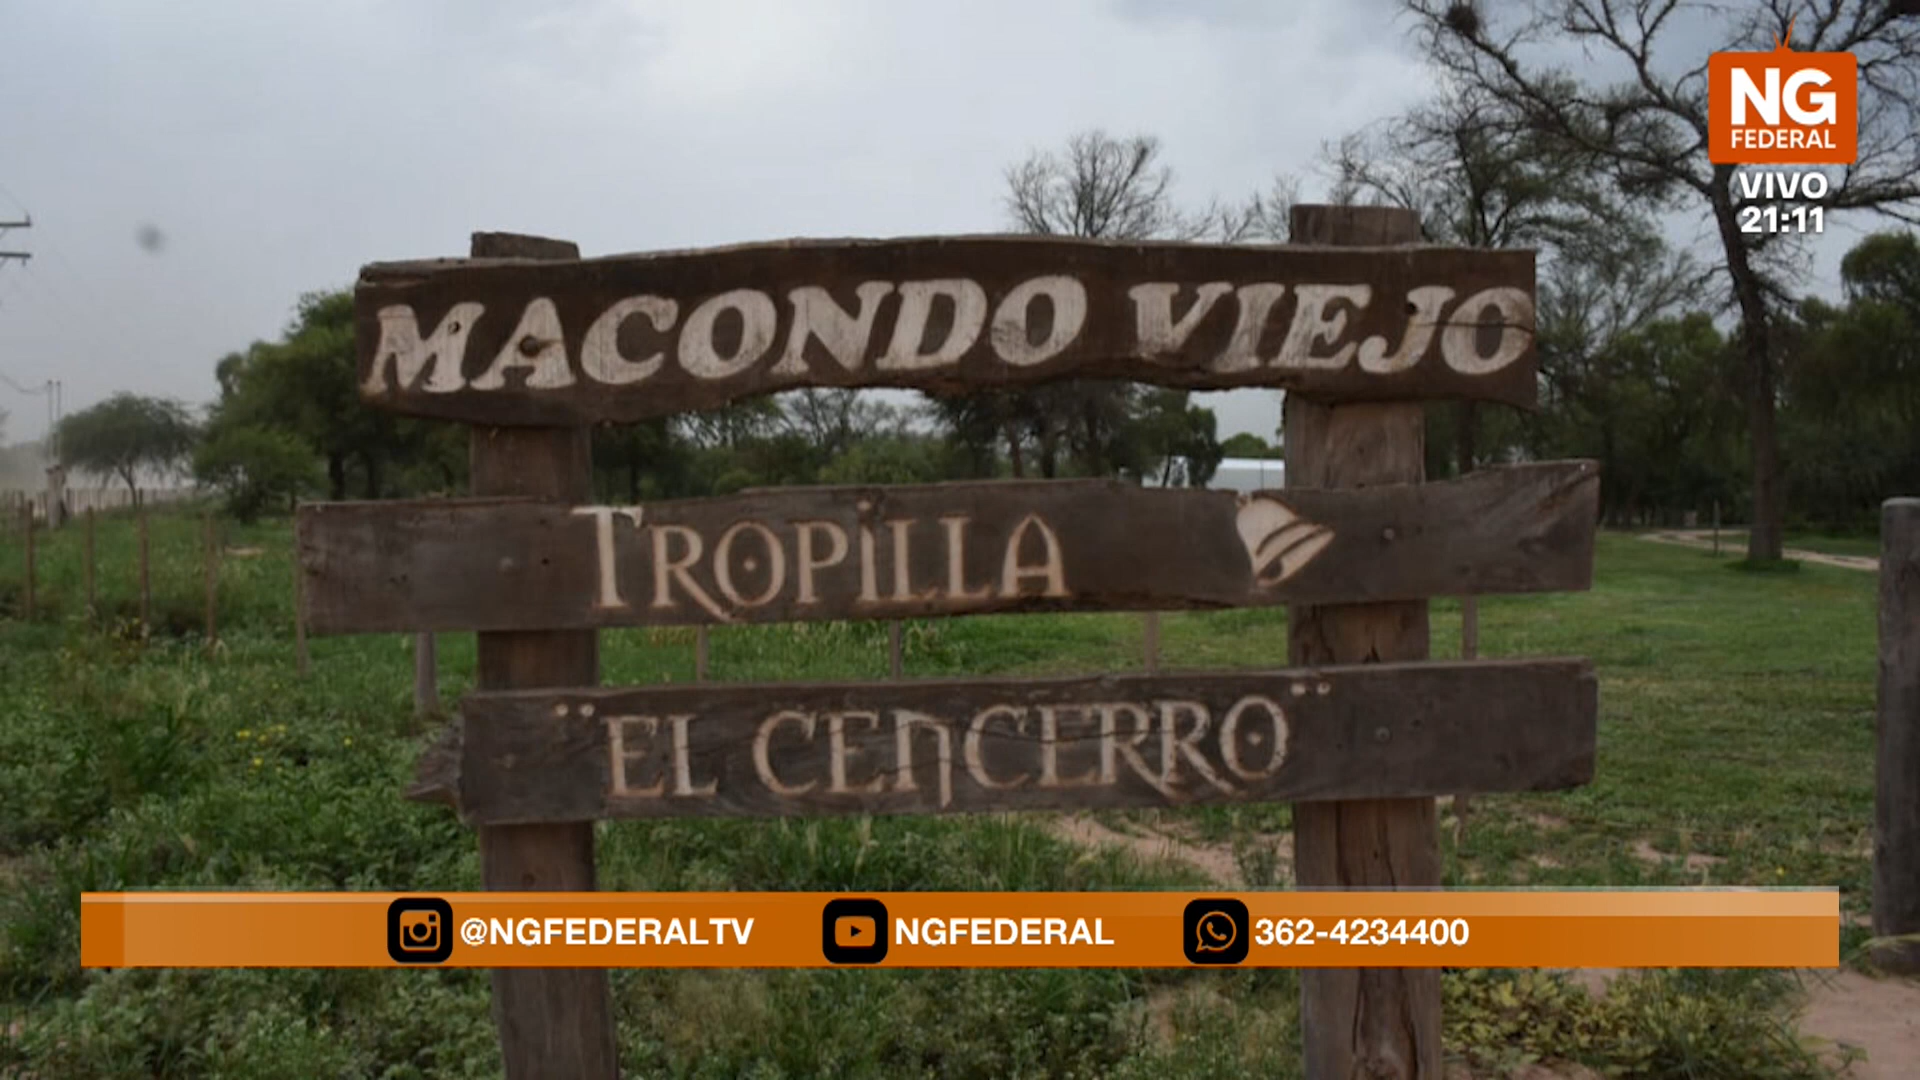 NG
FEDERAL
VIVO
21:11
MACONDO VIEJO
TROPiLLA
¨EL CEnCERRO¨
@NGFEDERALTV NGFEDERAL 362-4234400